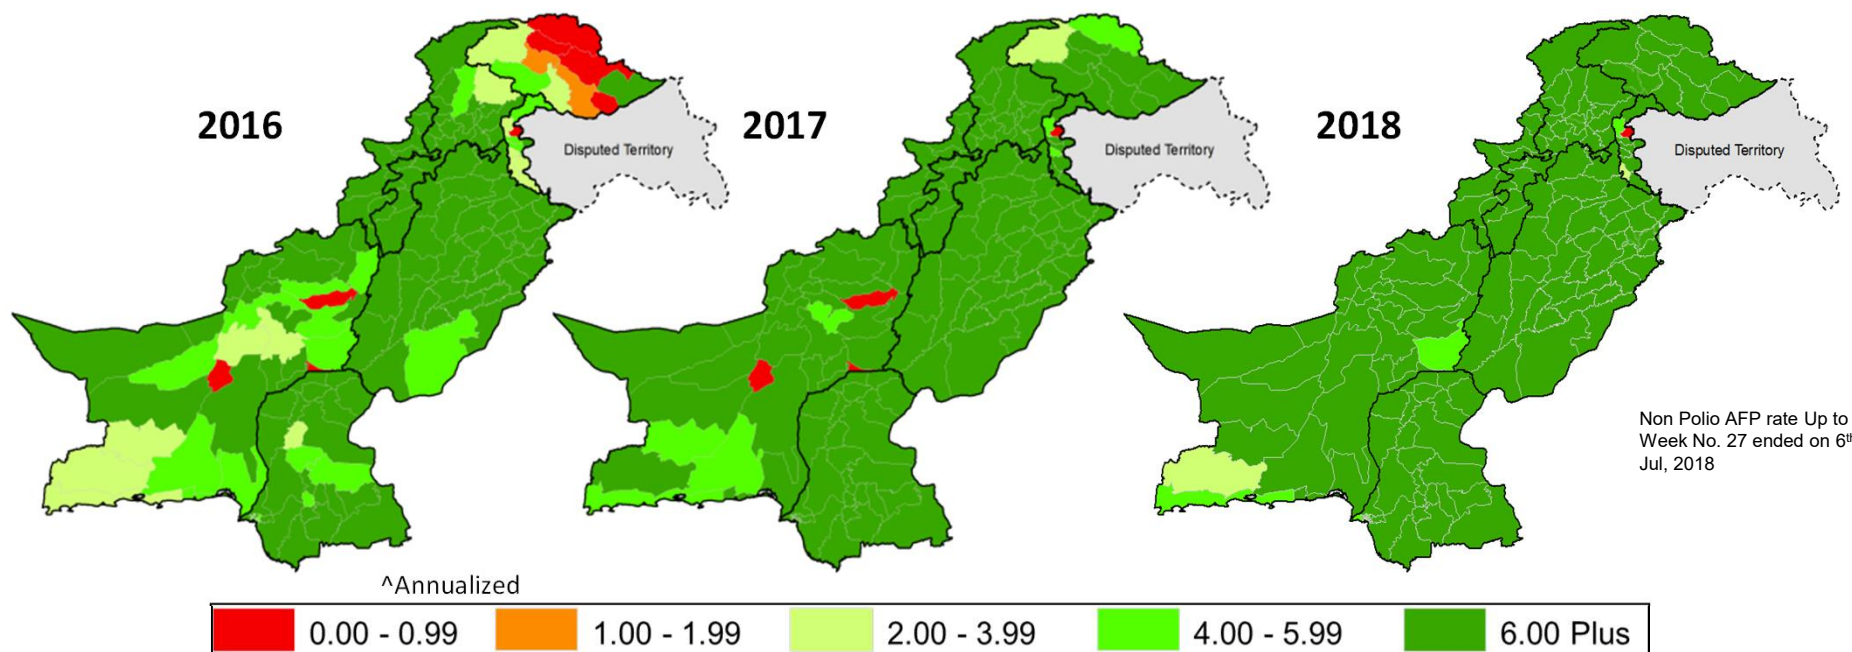 2016
2017
2018
Disputed Territory
Disputed Territory
Disputed Territory
Non Polio AFP rate Up to
Week No. 27 ended on 6th
Jul, 2018
^Annualized
0.00 - 0.99
1.00 - 1.99
2.00 - 3.99
4.00 - 5.99
6.00 Plus